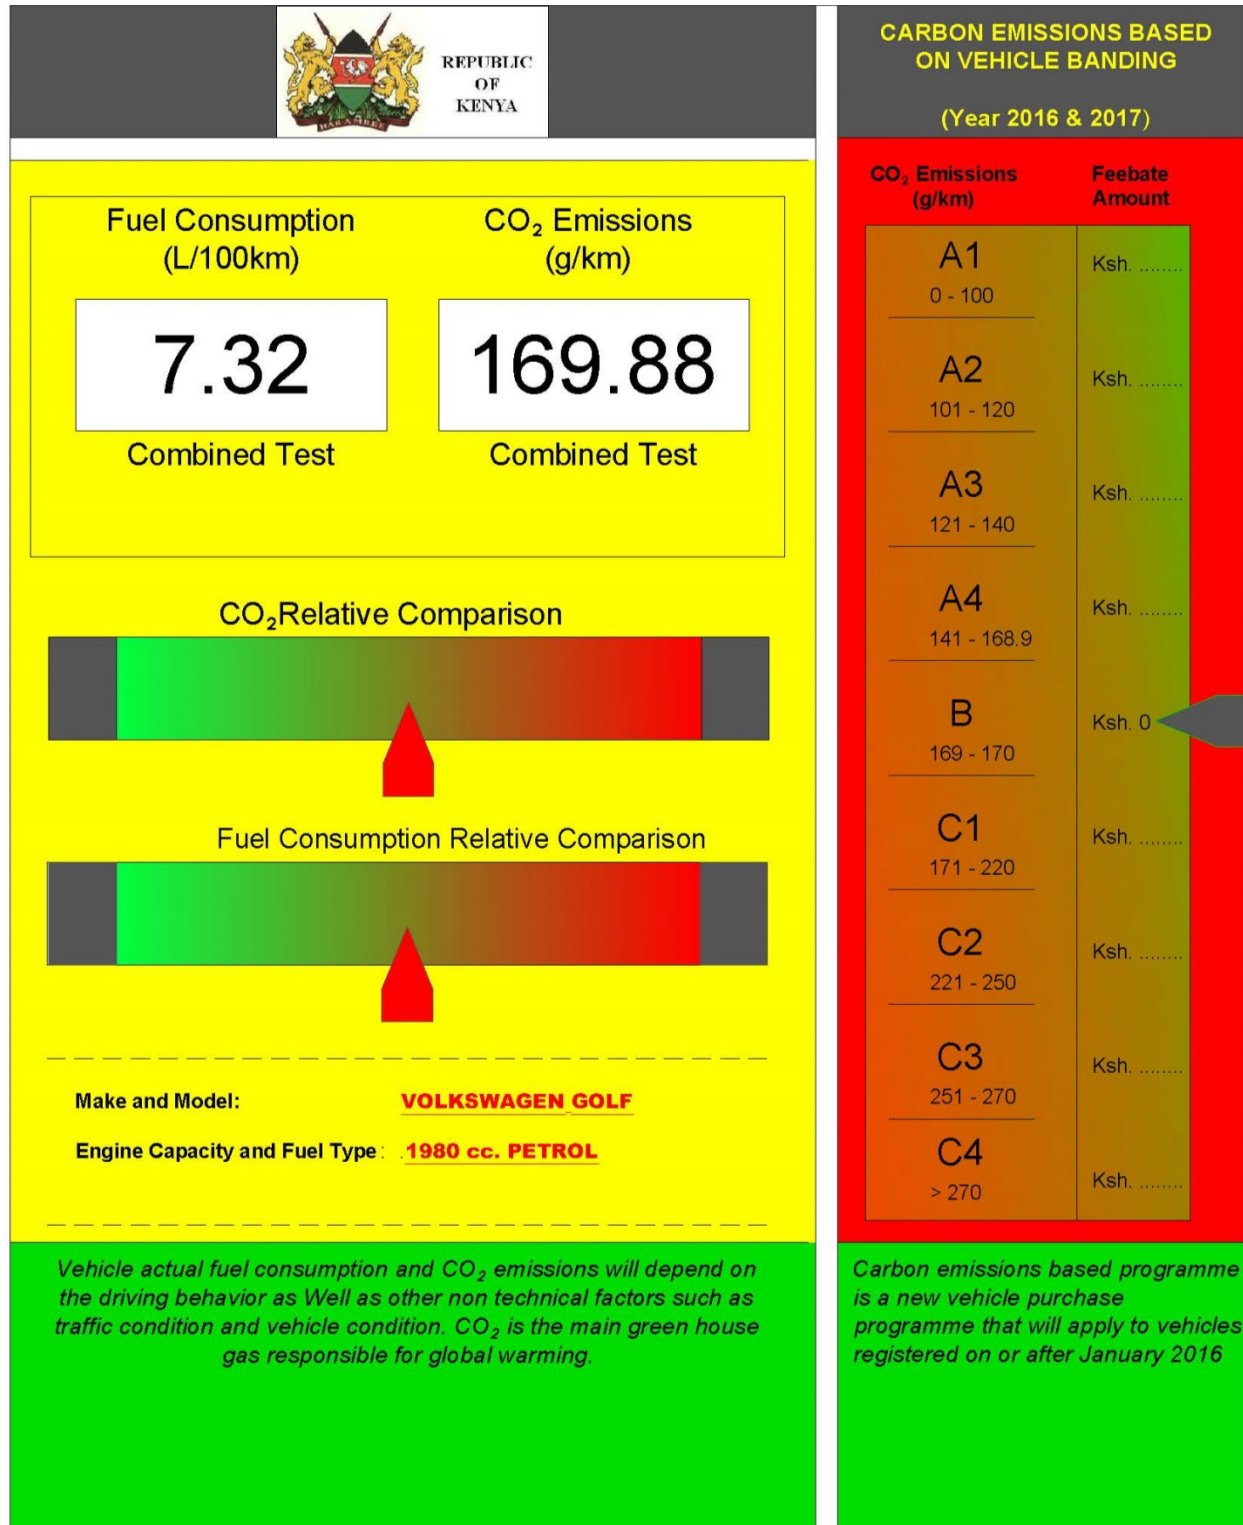 REPUBLIC
OF
KENYA
HARAMBEE
Fuel Consumption
(L/100km)
7.32
Combined Test
CO₂ Emissions
(g/km)
169.88
Combined Test
CO₂Relative Comparison
Fuel Consumption Relative Comparison
Make and Model: VOLKSWAGEN GOLF
Engine Capacity and Fuel Type : .1980 cc. PETROL
Vehicle actual fuel consumption and CO₂ emissions will depend on
the driving behavior as Well as other non technical factors such as
traffic condition and vehicle condition. CO₂ is the main green house
gas responsible for global warming.
CARBON EMISSIONS BASED
ON VEHICLE BANDING
(Year 2016 & 2017)
CO₂ Emissions
(g/km)
Feebate
Amount
A1 Ksh. ........
0 - 100
A2 Ksh. ........
101 - 120
A3 Ksh. ........
121 - 140
A4 Ksh. ........
141 - 168.9
B Ksh. 0
169 - 170
C1 Ksh. ........
171 - 220
C2 Ksh. ........
221 - 250
C3 Ksh. ........
251 - 270
C4 Ksh. ........
> 270
Carbon emissions based programme
is a new vehicle purchase
programme that will apply to vehicles
registered on or after January 2016